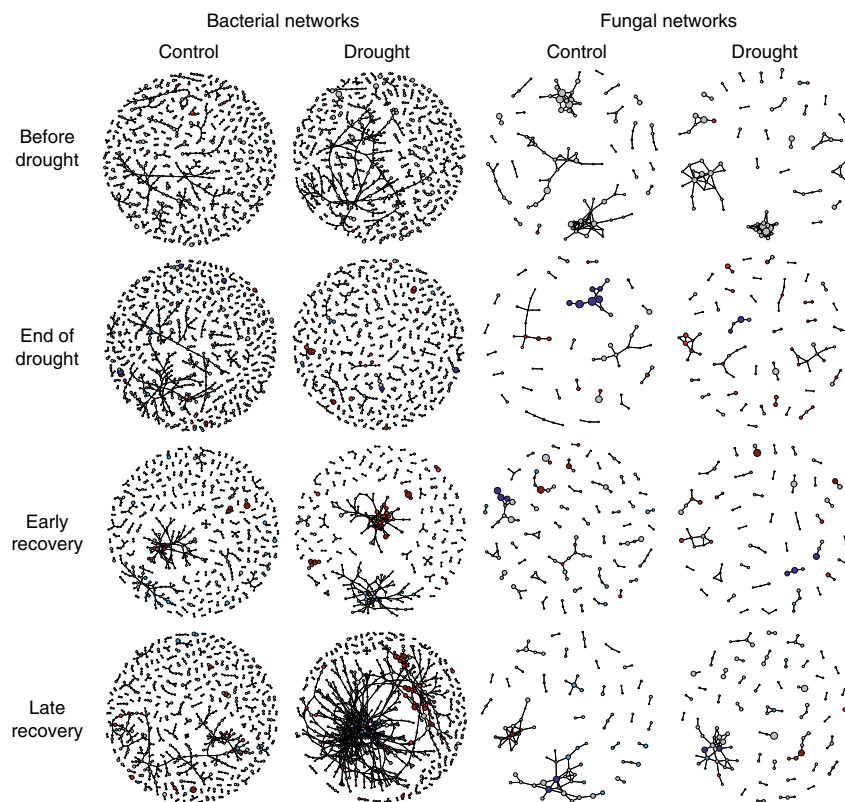 Bacterial networks
Fungal networks
Control
Drought
Control
Drought
Before
drought
End of
drought
Early
recovery
Late
recovery